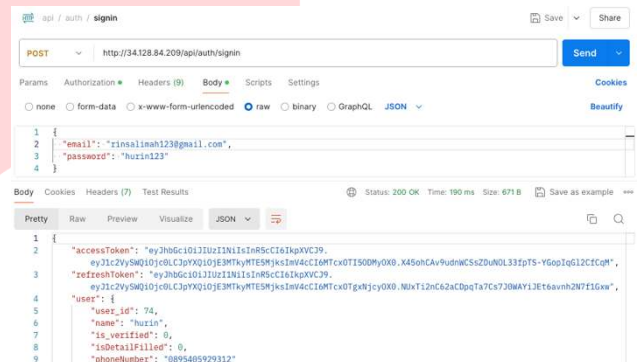 api / auth / signin
Save
Share
POST
http://34.128.84.209/api/auth/signin
Send
Params Authorization Headers (9) Body Scripts Settings Cookies
none form-data x-www-form-urlencoded raw binary GraphQL JSON Beautify
1 {
2 "email": "rinsalimah123@gmail.com",
3 "password": "hurin123"
4 }
Body Cookies Headers (7) Test Results Status: 200 OK Time: 190 ms Size: 671 B Save as example
Pretty Raw Preview Visualize JSON
1 {
2 "accessToken": "eyJhbGciOiJIUzI1NiIsInR5cCI6IkpXVCJ9.
3 "refreshToken": "eyJhbGciOiJIUzI1NiIsInR5cCI6IkpXVCJ9.
4 "user": {
5 "user_id": 74,
6 "name": "hurin",
7 "is_verified": 0,
8 "isDetailFilled": 0,
9 "phoneNumber": "0895405929312"